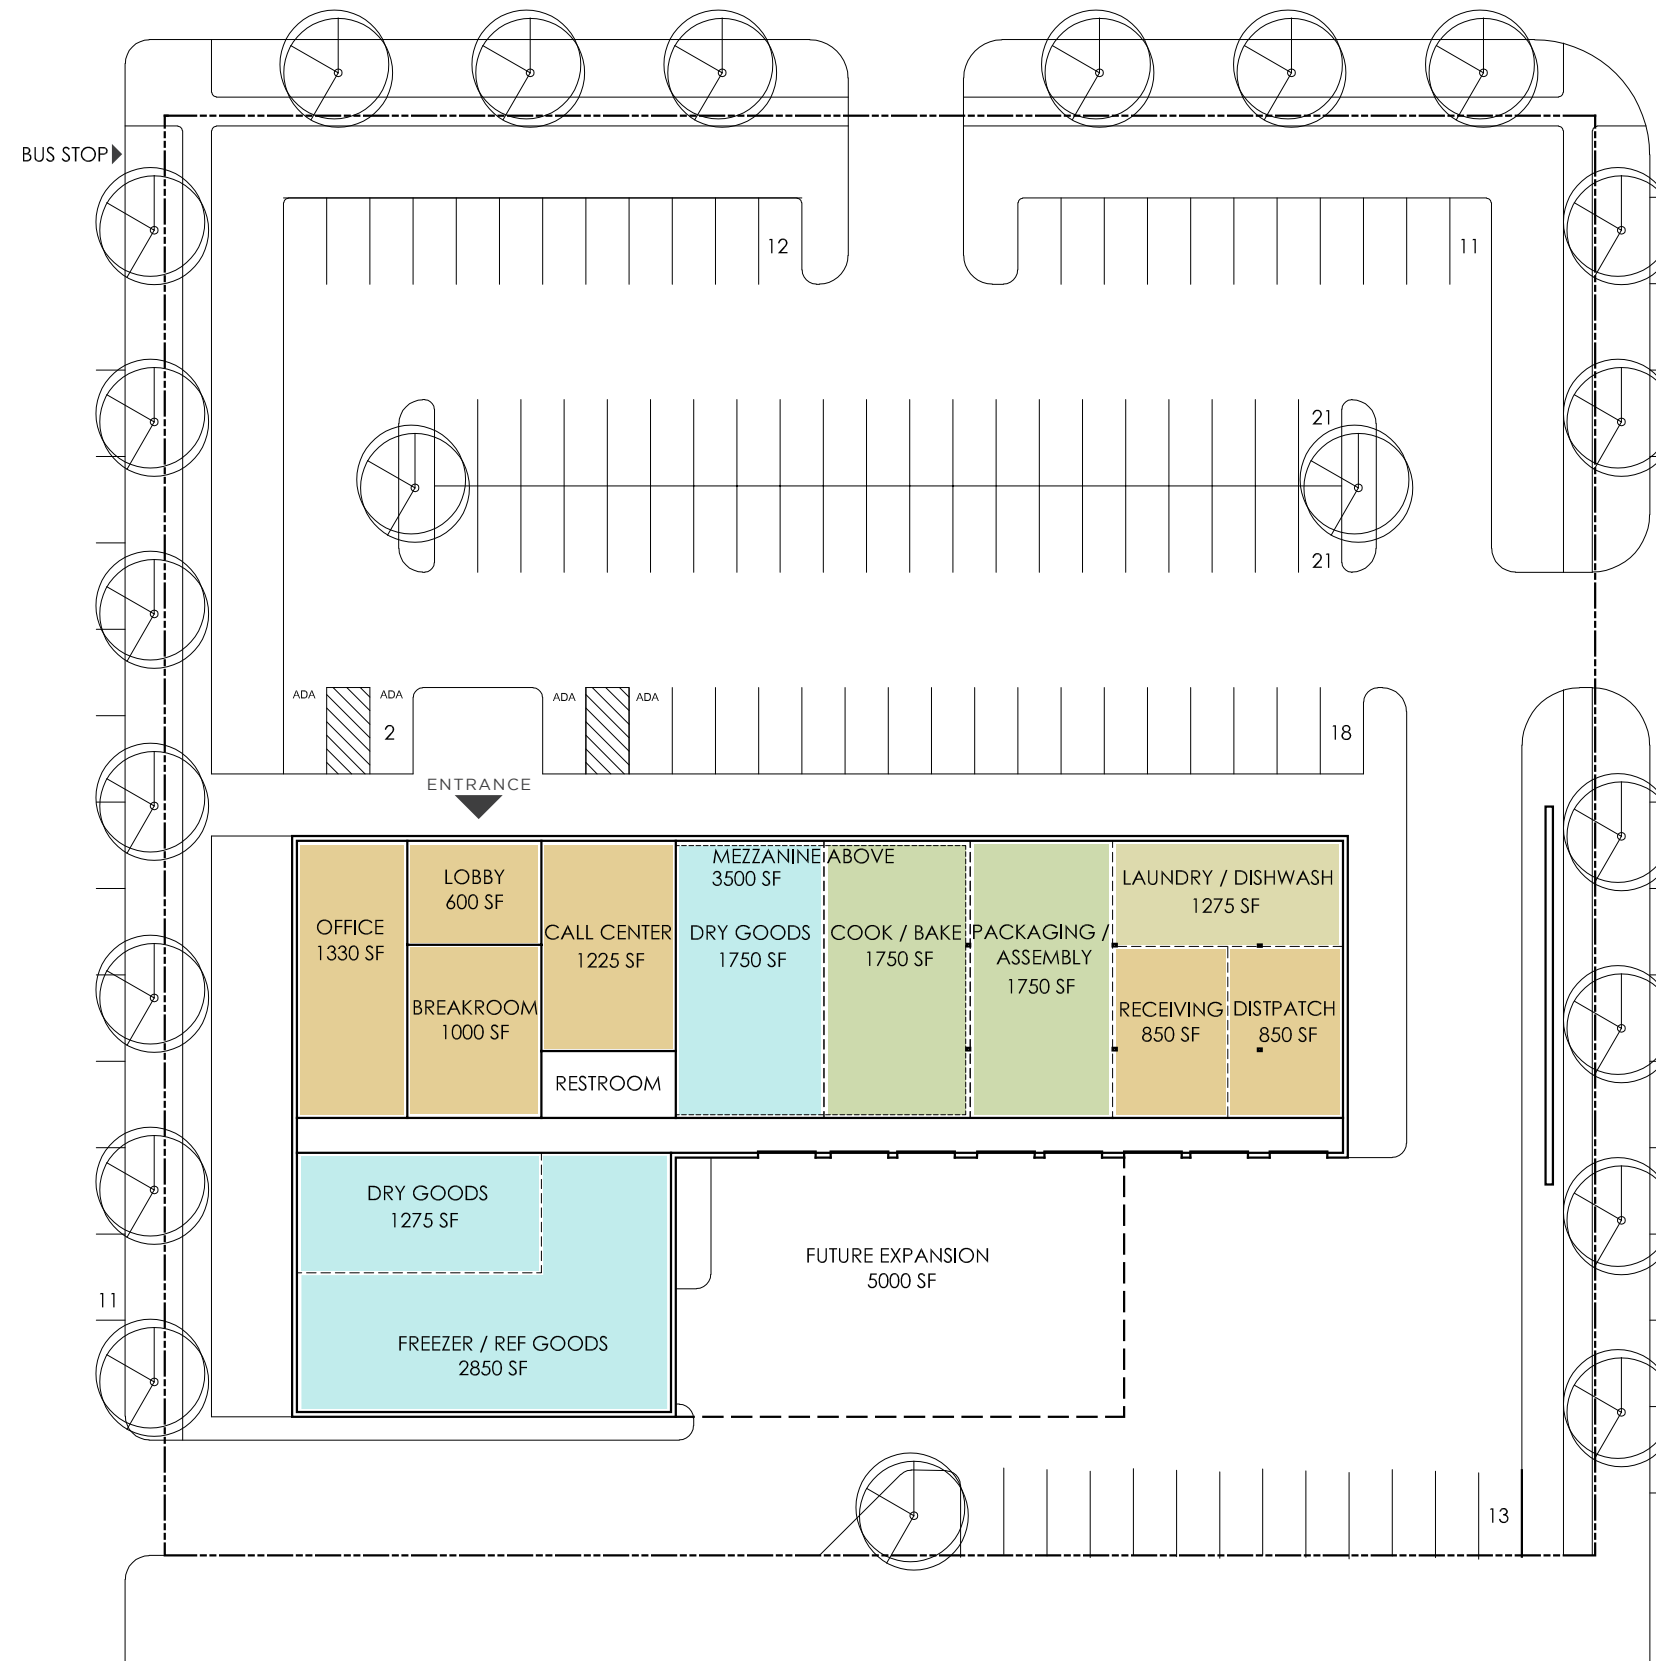 BUS STOP
12
11
21
21
ADA
ADA
ADA
ADA
2
18
ENTRANCE
MEZZANINE ABOVE
3500 SF
LOBBY
600 SF
LAUNDRY / DISHWASH
1275 SF
OFFICE
1330 SF
CALL CENTER
1225 SF
DRY GOODS
1750 SF
COOK / BAKE
1750 SF
PACKAGING /
ASSEMBLY
1750 SF
BREAKROOM
1000 SF
RECEIVING
850 SF
DISTPATCH
850 SF
RESTROOM
DRY GOODS
1275 SF
FUTURE EXPANSION
5000 SF
11
FREEZER / REF GOODS
2850 SF
13